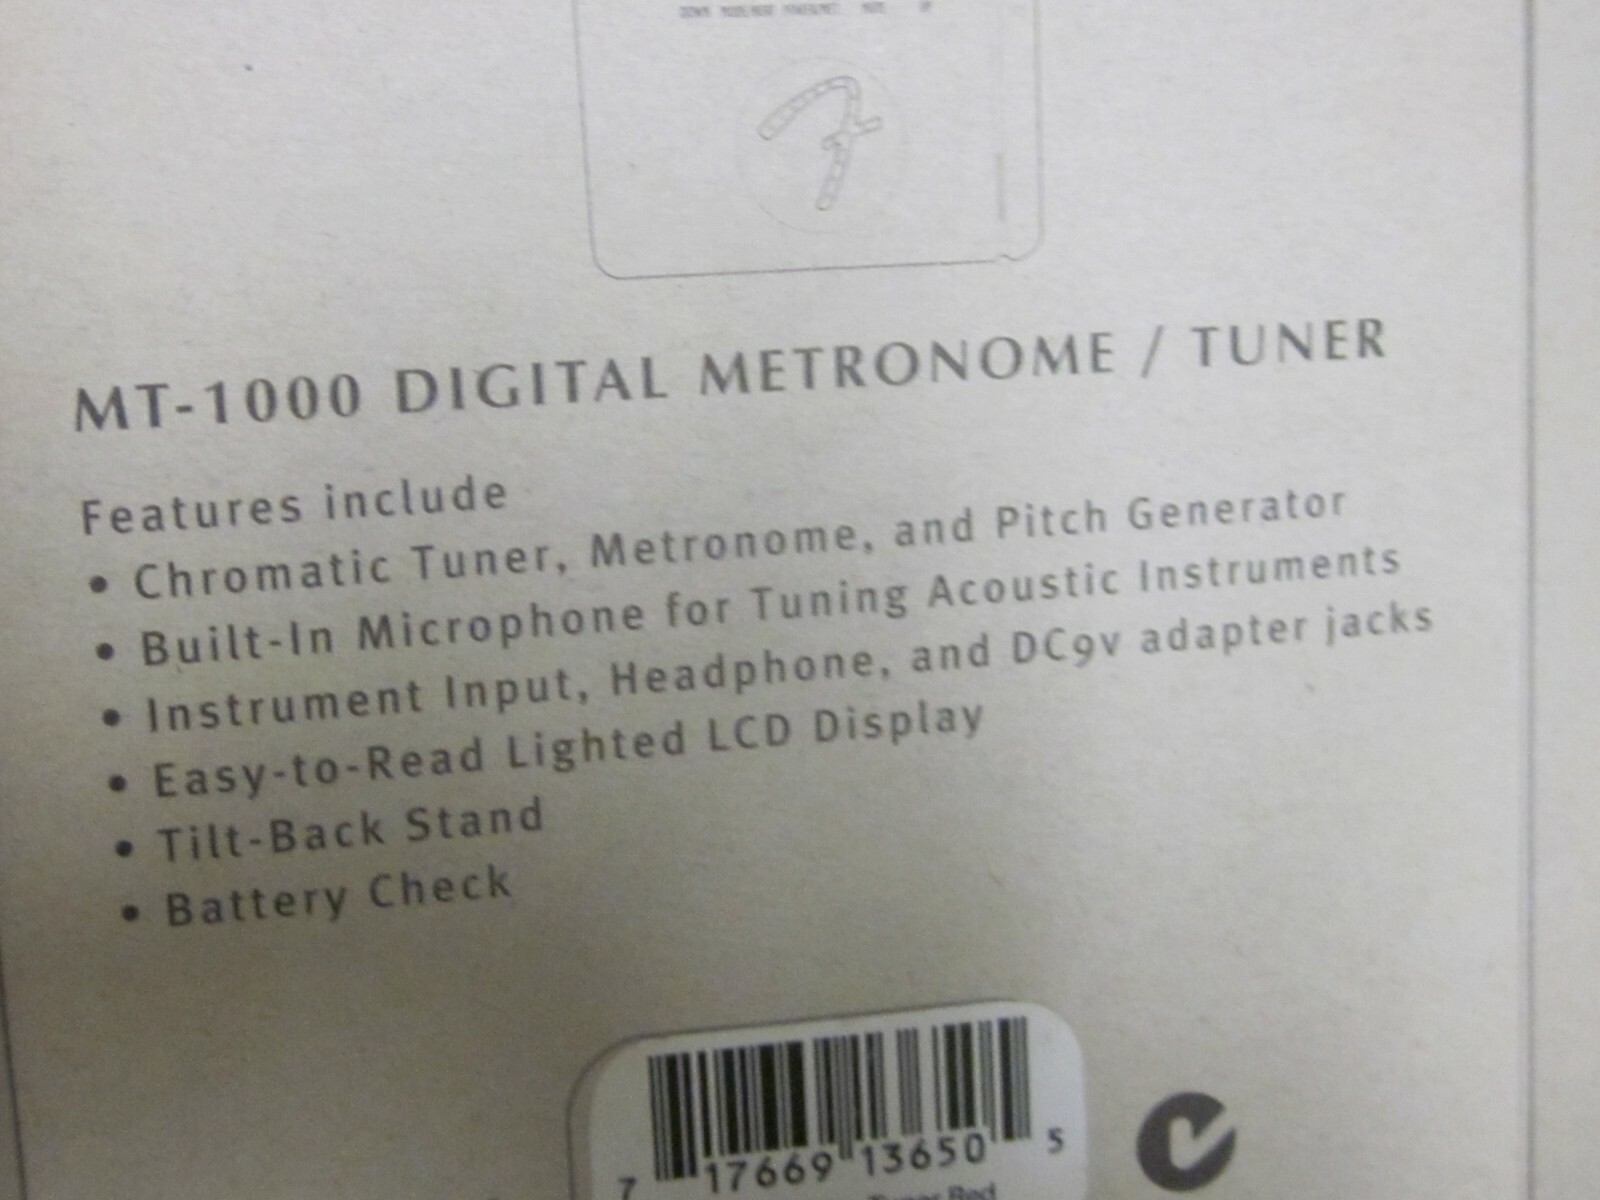 MT-1000 DIGITAL METRONOME / TUNER
Features include
• Chromatic Tuner, Metronome, and Pitch Generator
• Built-In Microphone for Tuning Acoustic Instruments
• Instrument Input, Headphone, and DC9v adapter jacks
• Easy-to-Read Lighted LCD Display
• Tilt-Back Stand
• Battery Check
7 17669 13650 5
Tuner Red